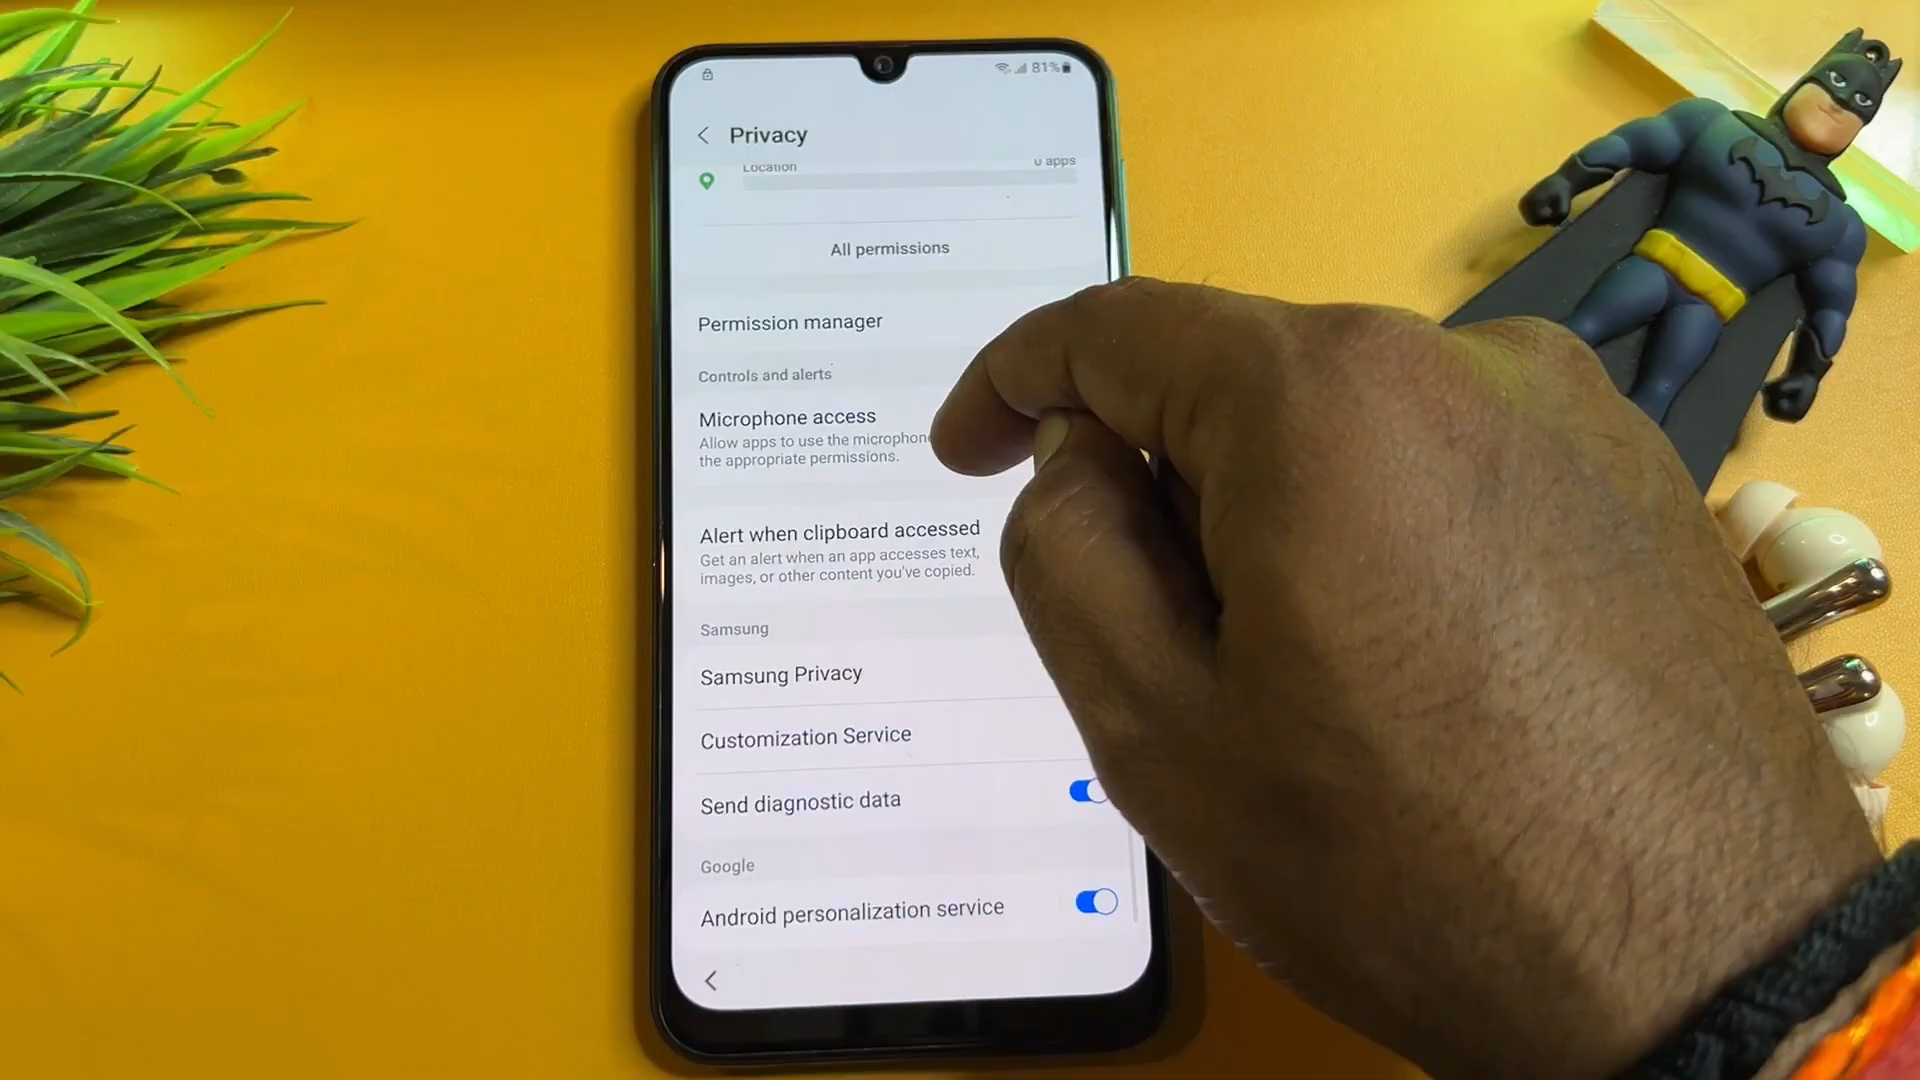 81%
Privacy
Location
0 apps
All permissions
Permission manager
Controls and alerts
Microphone access
Allow apps to use the microphone
the appropriate permissions.
Alert when clipboard accessed
Get an alert when an app accesses text,
images, or other content you've copied.
Samsung
Samsung Privacy
Customization Service
Send diagnostic data
Google
Android personalization service